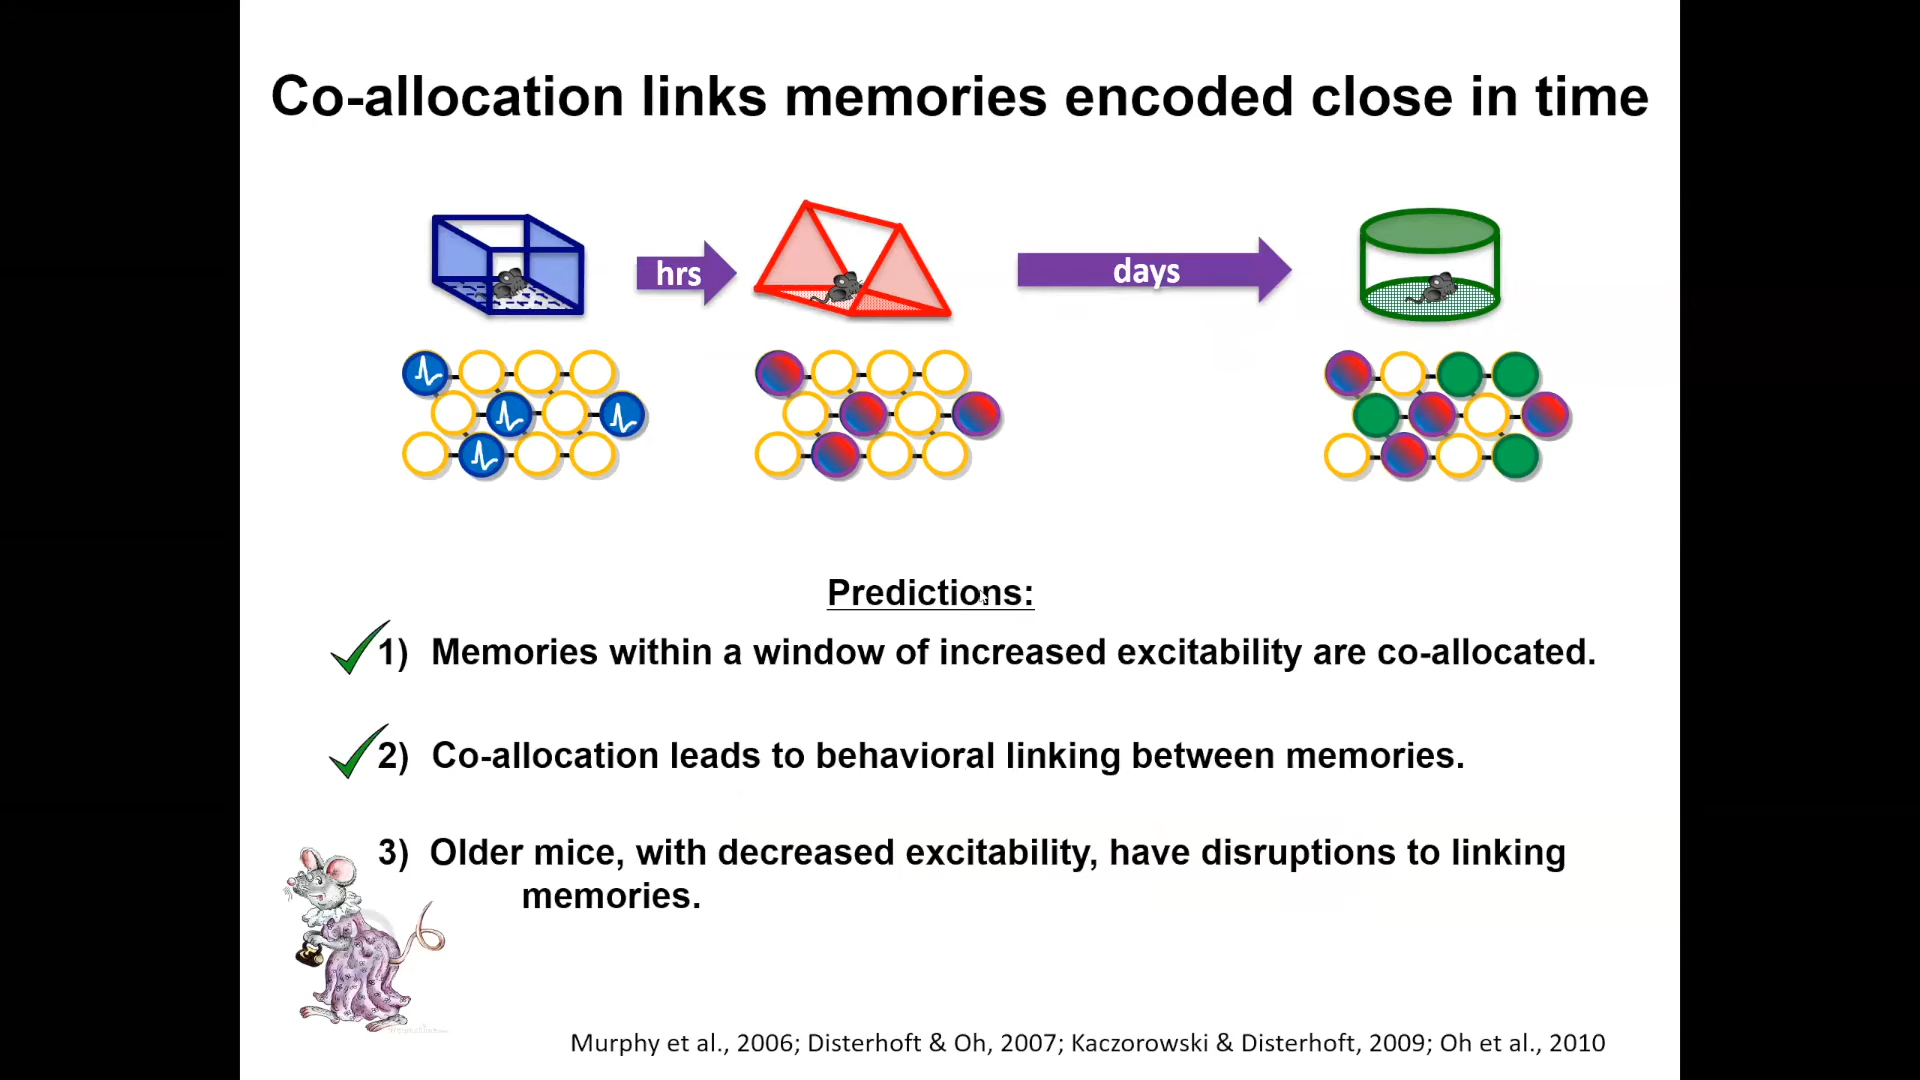 Co-allocation links memories encoded close in time
hrs
days
Predictions:
1) Memories within a window of increased excitability are co-allocated.
2) Co-allocation leads to behavioral linking between memories.
3) Older mice, with decreased excitability, have disruptions to linking
memories.
Murphy et al., 2006; Disterhoft & Oh, 2007; Kaczorowski & Disterhoft, 2009; Oh et al., 2010